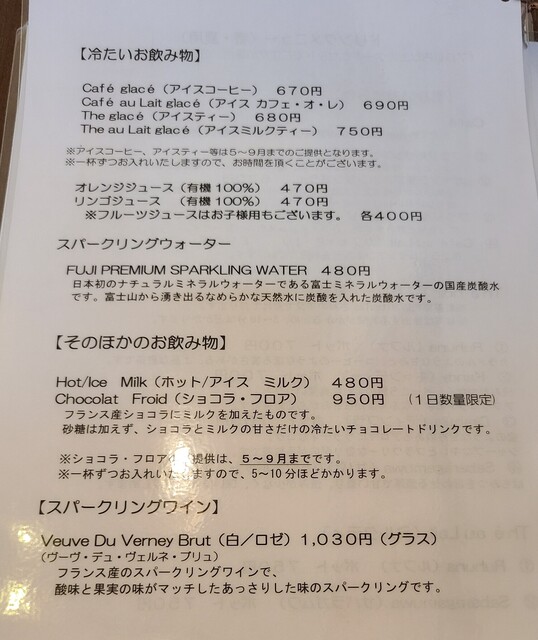 【冷たいお飲み物】
Café glacé（アイスコーヒー） 670円
Café au Lait glacé（アイス カフェ・オ・レ） 690円
The glacé（アイスティー） 680円
The au Lait glacé（アイスミルクティー） 750円
※アイスコーヒー、アイスティー等は5～9月までのご提供となります。
※一杯ずつお入れいたしますので、お時間を頂くことがございます。
オレンジジュース（有機100%） 470円
リンゴジュース （有機100%） 470円
※フルーツジュースはお子様用もございます。 各400円
スパークリングウォーター
FUJI PREMIUM SPARKLING WATER 480円
日本初のナチュラルミネラルウォーターである富士ミネラルウォーターの国産炭酸水
です。富士山から湧き出るなめらかな天然水に炭酸を入れた炭酸水です。
【そのほかのお飲み物】
Hot/Ice Milk（ホット/アイス ミルク） 480円
Chocolat Froid（ショコラ・フロア） 950円 （1日数量限定）
フランス産ショコラにミルクを加えたものです。
砂糖は加えず、ショコラとミルクの甘さだけの冷たいチョコレートドリンクです。
※ショコラ・フロア 提供は、5～9月までです。
※一杯ずつお入れいたしますので、5～10分ほどかかります。
【スパークリングワイン】
Veuve Du Verney Brut（白／ロゼ）1,030円（グラス）
（ヴーヴ・デュ・ヴェルネ・ブリュ）
フランス産のスパークリングワインで、
酸味と果実の味がマッチしたあっさりした味のスパークリングです。